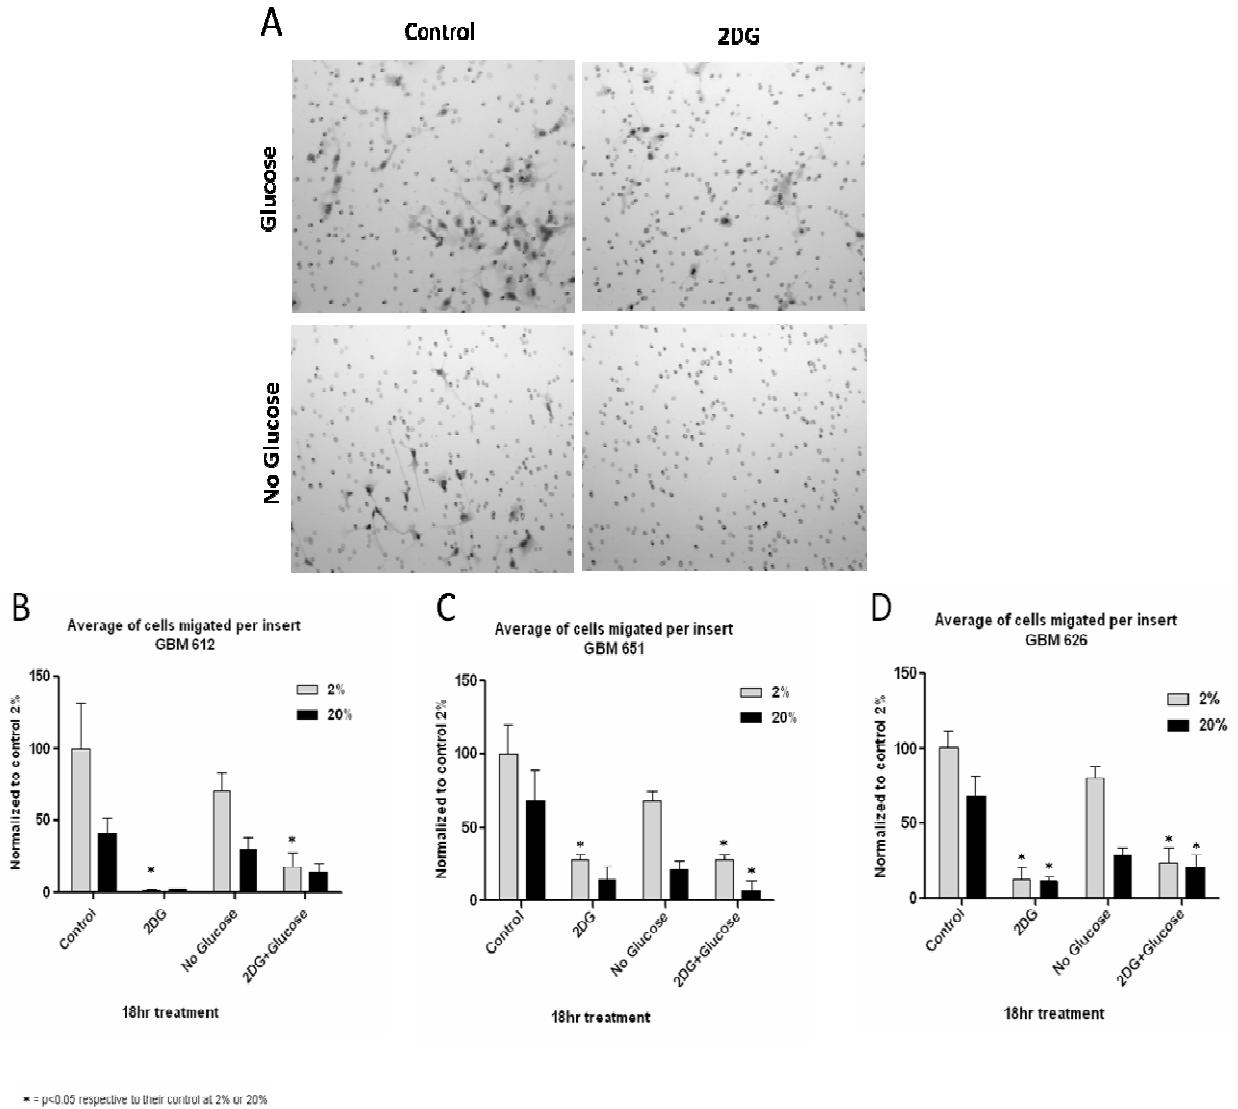 A
Control
2DG
Glucose
No Glucose
B
Average of cells migated per insert
GBM 612
Normalized to control 2%
150
100
50
0
2%
20%
*
*
Control
2DG
No Glucose
2DG+Glucose
18hr treatment
C
Average of cells migated per insert
GBM 651
Normalized to control 2%
150
100
50
0
2%
20%
*
*
*
Control
2DG
No Glucose
2DG+Glucose
18hr treatment
D
Average of cells migated per insert
GBM 626
Normalized to control 2%
150
100
50
0
2%
20%
*
*
*
*
Control
2DG
No Glucose
2DG+Glucose
18hr treatment
* = p<0.05 respective to their control at 2% or 20%